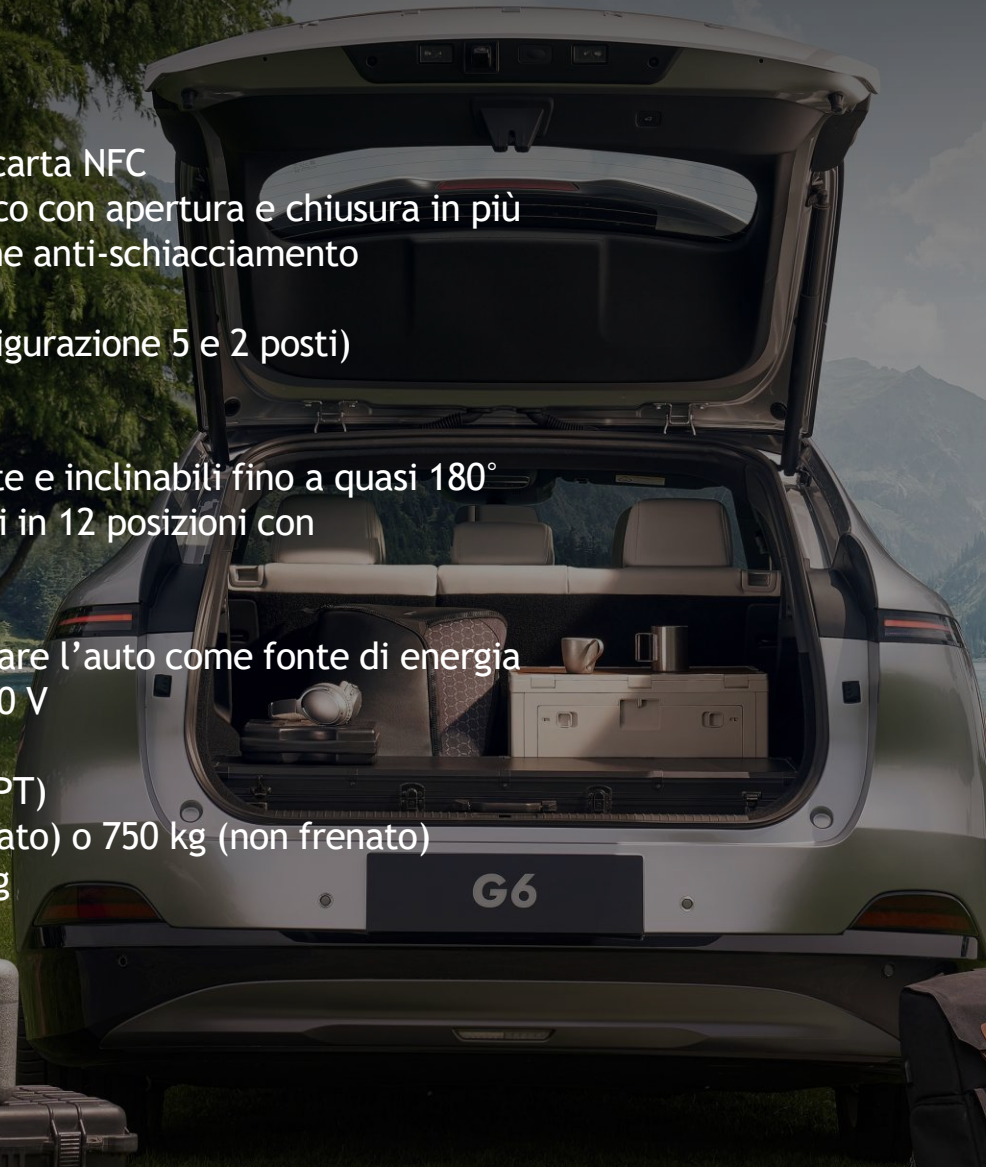 carta NFC
co con apertura e chiusura in più
ne anti-schiacciamento
igurazione 5 e 2 posti)
te e inclinabili fino a quasi 180°
i in 12 posizioni con
are l’auto come fonte di energia
0 V
PT)
ato) o 750 kg (non frenato)
g
G6